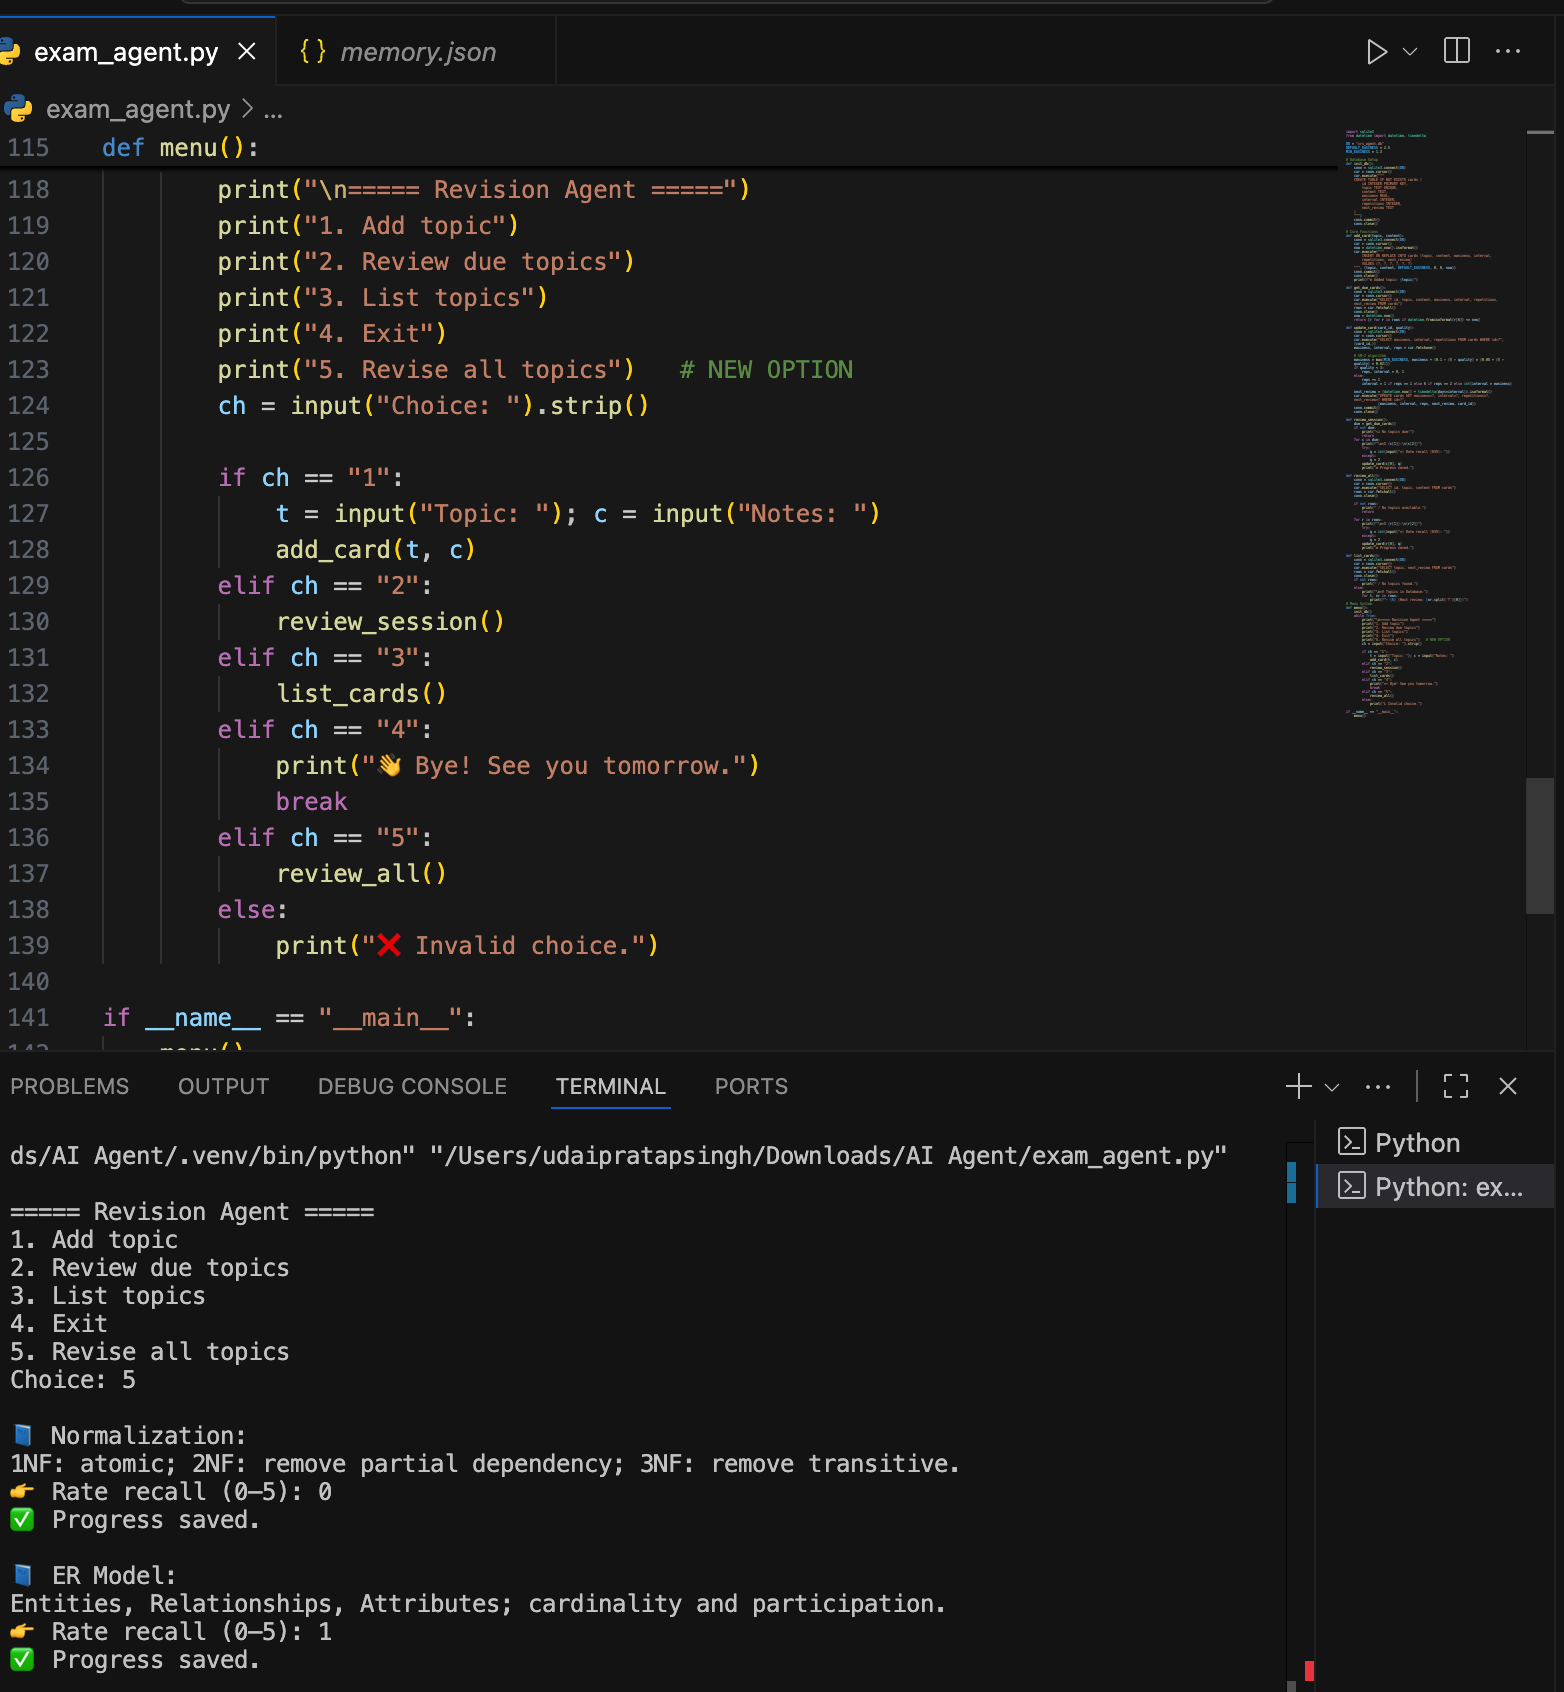 exam_agent.py
{} memory.json
exam_agent.py > ...
115 def menu():
118 print("\n===== Revision Agent =====")
119 print("1. Add topic")
120 print("2. Review due topics")
121 print("3. List topics")
122 print("4. Exit")
123 print("5. Revise all topics") # NEW OPTION
124 ch = input("Choice: ").strip()
125
126 if ch == "1":
127 t = input("Topic: "); c = input("Notes: ")
128 add_card(t, c)
129 elif ch == "2":
130 review_session()
131 elif ch == "3":
132 list_cards()
133 elif ch == "4":
134 print("👋 Bye! See you tomorrow.")
135 break
136 elif ch == "5":
137 review_all()
138 else:
139 print("❌ Invalid choice.")
140
141 if __name__ == "__main__":
142 menu()
PROBLEMS OUTPUT DEBUG CONSOLE TERMINAL PORTS
ds/AI Agent/.venv/bin/python" "/Users/udaipratapsingh/Downloads/AI Agent/exam_agent.py"
Python
Python: ex...
===== Revision Agent =====
1. Add topic
2. Review due topics
3. List topics
4. Exit
5. Revise all topics
Choice: 5
📘 Normalization:
1NF: atomic; 2NF: remove partial dependency; 3NF: remove transitive.
👉 Rate recall (0–5): 0
✅ Progress saved.
📘 ER Model:
Entities, Relationships, Attributes; cardinality and participation.
👉 Rate recall (0–5): 1
✅ Progress saved.